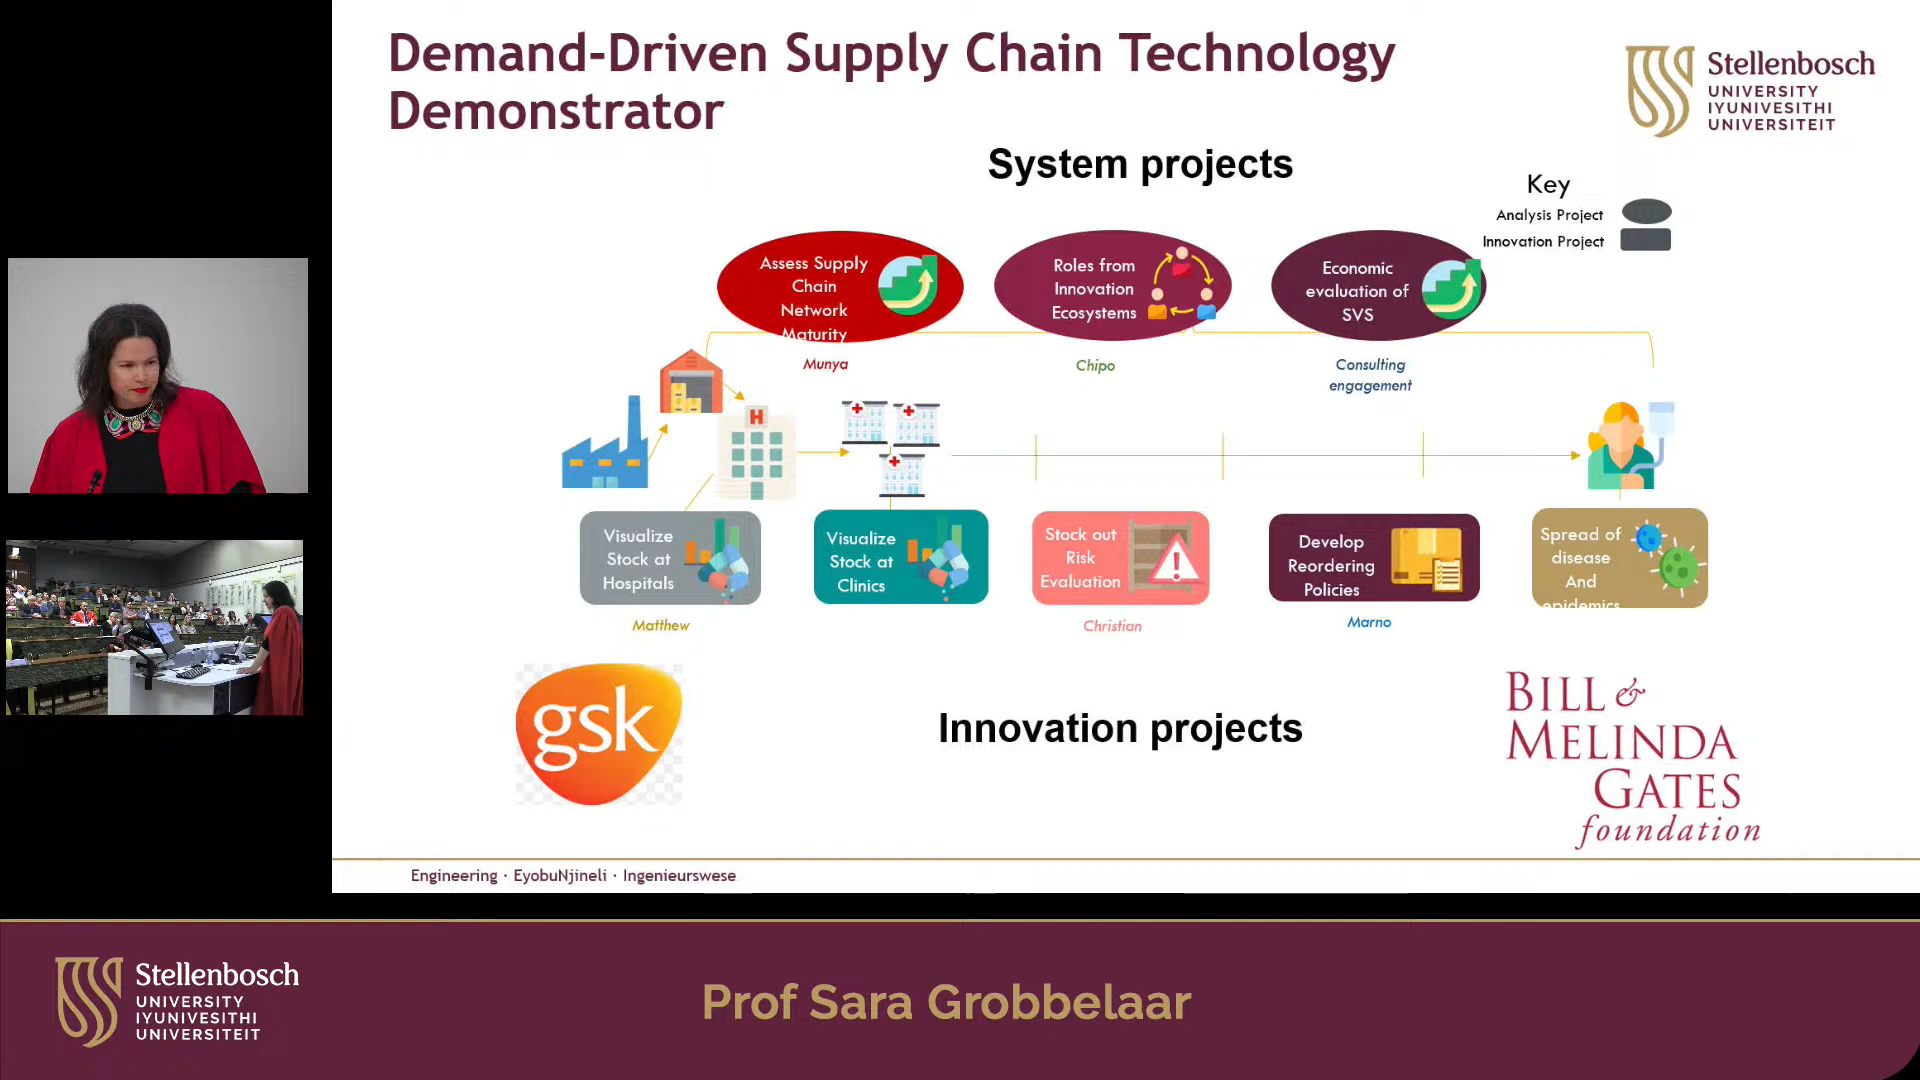 Demand-Driven Supply Chain Technology
Demonstrator
Stellenbosch
UNIVERSITY
IYUNIVESITHI
UNIVERSITEIT
System projects
Key
Analysis Project
Innovation Project
Assess Supply
Chain
Network
Maturity
Munya
Roles from
Innovation
Ecosystems
Chipo
Economic
evaluation of
SVS
Consulting
engagement
H
Visualize
Stock at
Hospitals
Matthew
Visualize
Stock at
Clinics
Stock out
Risk
Evaluation
Christian
Develop
Reordering
Policies
Marno
Spread of
disease
And
epidemics
gsk
Innovation projects
BILL &
MELINDA
GATES
foundation
Engineering · EyobuNjineli · Ingenieurswese
Stellenbosch
UNIVERSITY
IYUNIVESITHI
UNIVERSITEIT
Prof Sara Grobbelaar